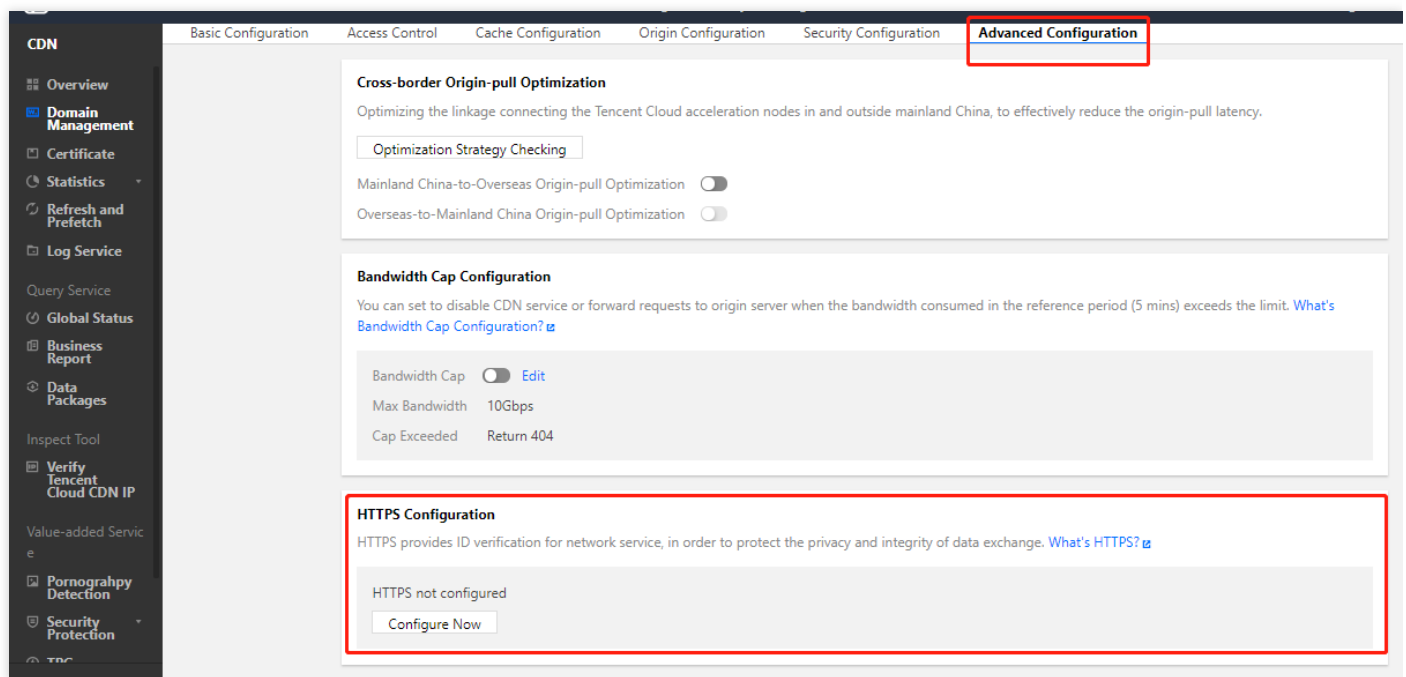 Basic Configuration
Access Control
Cache Configuration
Origin Configuration
Security Configuration
Advanced Configuration
CDN
Overview
Domain
Management
Certificate
Statistics
Refresh and
Prefetch
Log Service
Query Service
Global Status
Business
Report
Data
Packages
Inspect Tool
Verify
Tencent
Cloud CDN IP
Value-added Servic
e
Pornograhpy
Detection
Security
Protection
Cross-border Origin-pull Optimization
Optimizing the linkage connecting the Tencent Cloud acceleration nodes in and outside mainland China, to effectively reduce the origin-pull latency.
Optimization Strategy Checking
Mainland China-to-Overseas Origin-pull Optimization
Overseas-to-Mainland China Origin-pull Optimization
Bandwidth Cap Configuration
You can set to disable CDN service or forward requests to origin server when the bandwidth consumed in the reference period (5 mins) exceeds the limit. What's
Bandwidth Cap Configuration?
Bandwidth Cap Edit
Max Bandwidth 10Gbps
Cap Exceeded Return 404
HTTPS Configuration
HTTPS provides ID verification for network service, in order to protect the privacy and integrity of data exchange. What's HTTPS?
HTTPS not configured
Configure Now